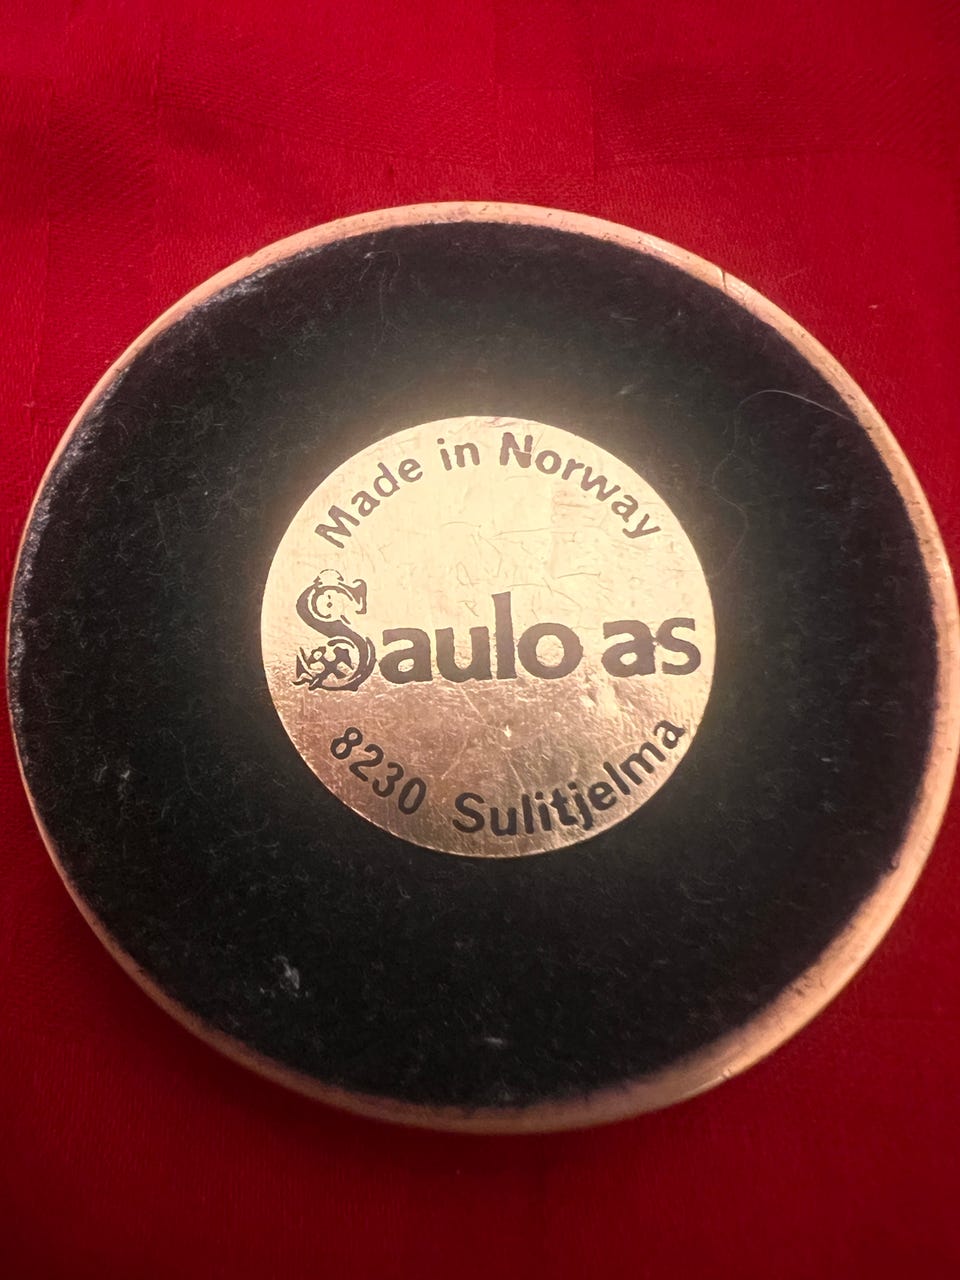 Made in Norway
Saulo as
8230 Sulitjelma